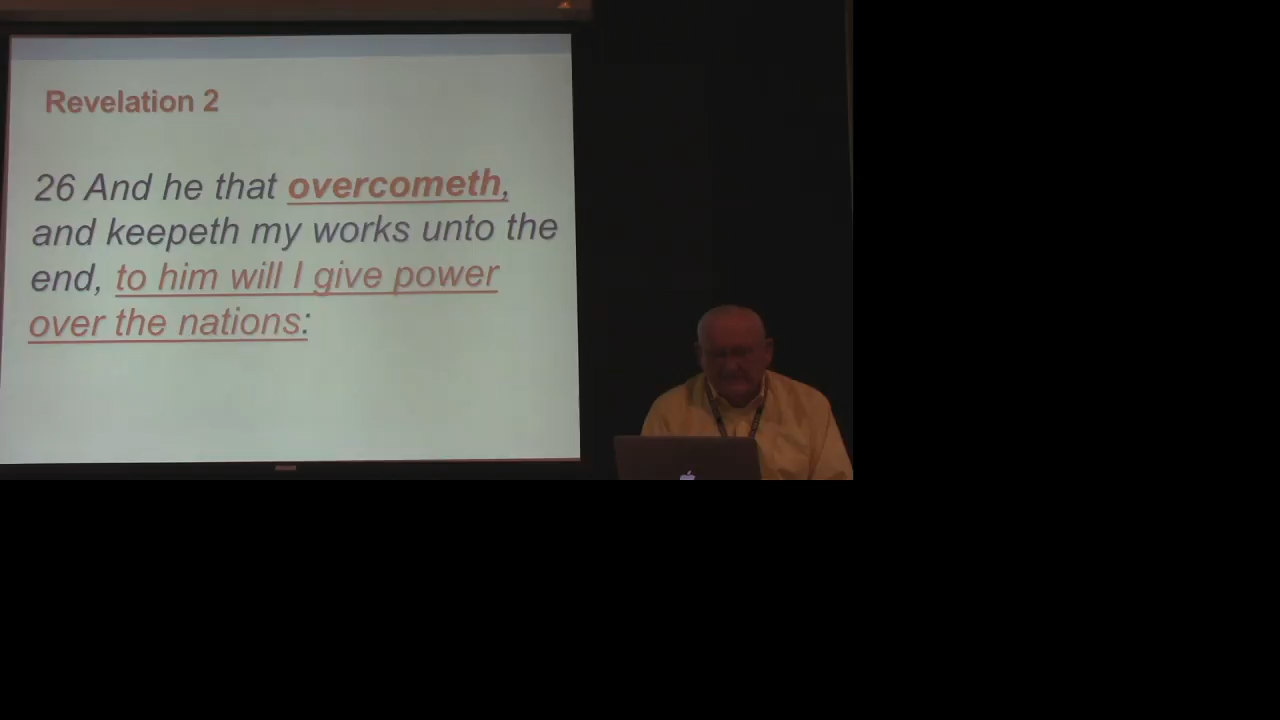 Revelation 2
26 And he that overcometh,
and keepeth my works unto the
end, to him will I give power
over the nations: